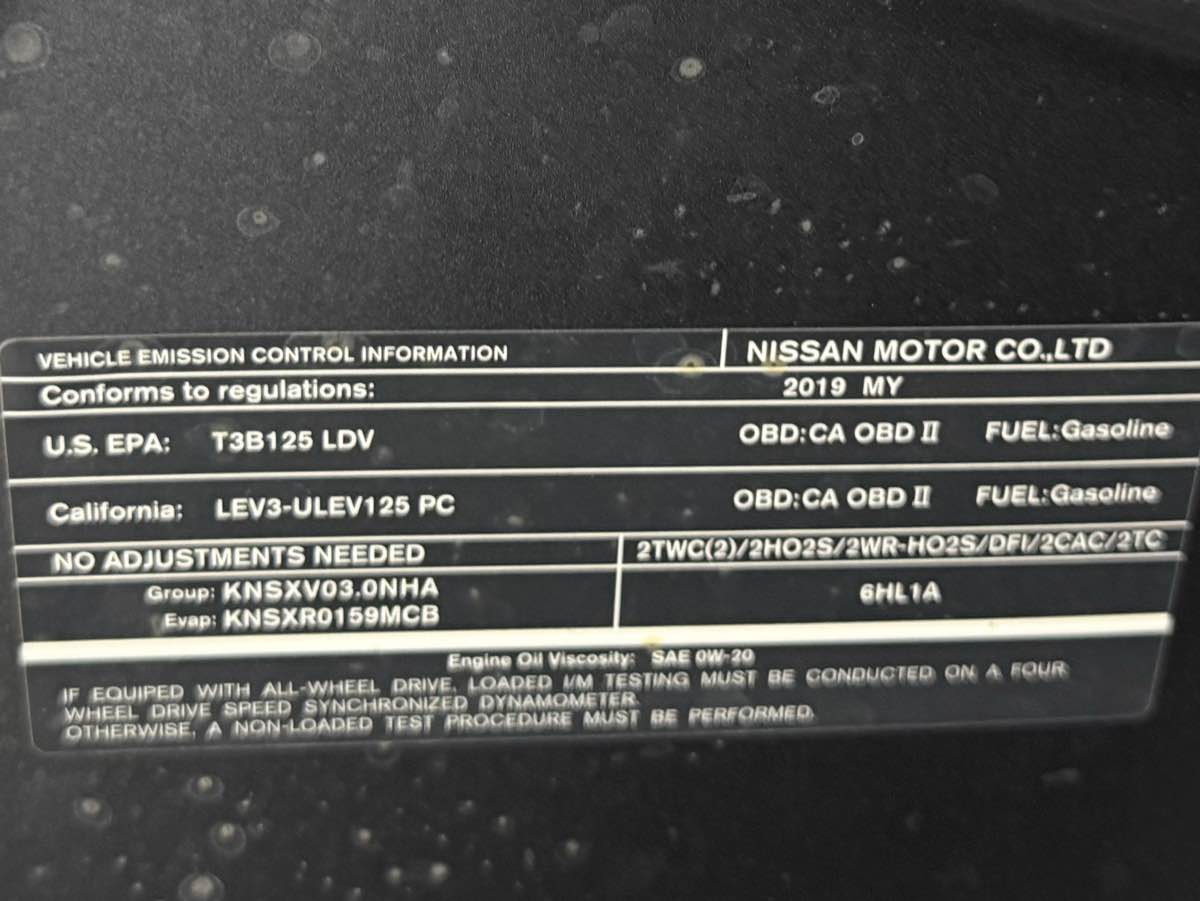 VEHICLE EMISSION CONTROL INFORMATION NISSAN MOTOR CO.,LTD
Conforms to regulations: 2019 MY
U.S. EPA: T3B125 LDV OBD:CA OBD II FUEL:Gasoline
California: LEV3-ULEV125 PC OBD:CA OBD II FUEL:Gasoline
NO ADJUSTMENTS NEEDED 2TWC(2)/2HO2S/2WR-HO2S/DFI/2CAC/2TC
Group: KNSXV03.0NHA
Evap: KNSXR0159MCB
6HL1A
Engine Oil Viscosity: SAE 0W-20
IF EQUIPED WITH ALL-WHEEL DRIVE, LOADED I/M TESTING MUST BE CONDUCTED ON A FOUR
WHEEL DRIVE SPEED SYNCHRONIZED DYNAMOMETER.
OTHERWISE, A NON-LOADED TEST PROCEDURE MUST BE PERFORMED.